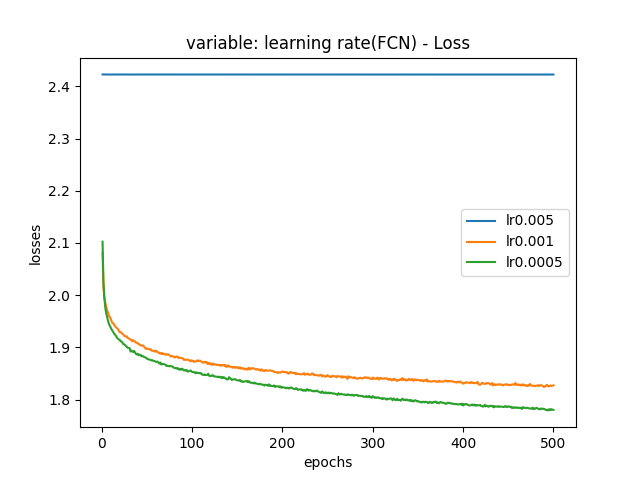 variable: learning rate(FCN) - Loss
losses
2.4
2.3
2.2
2.1
2.0
1.9
1.8
lr0.005
lr0.001
lr0.0005
0 100 200 300 400 500
epochs